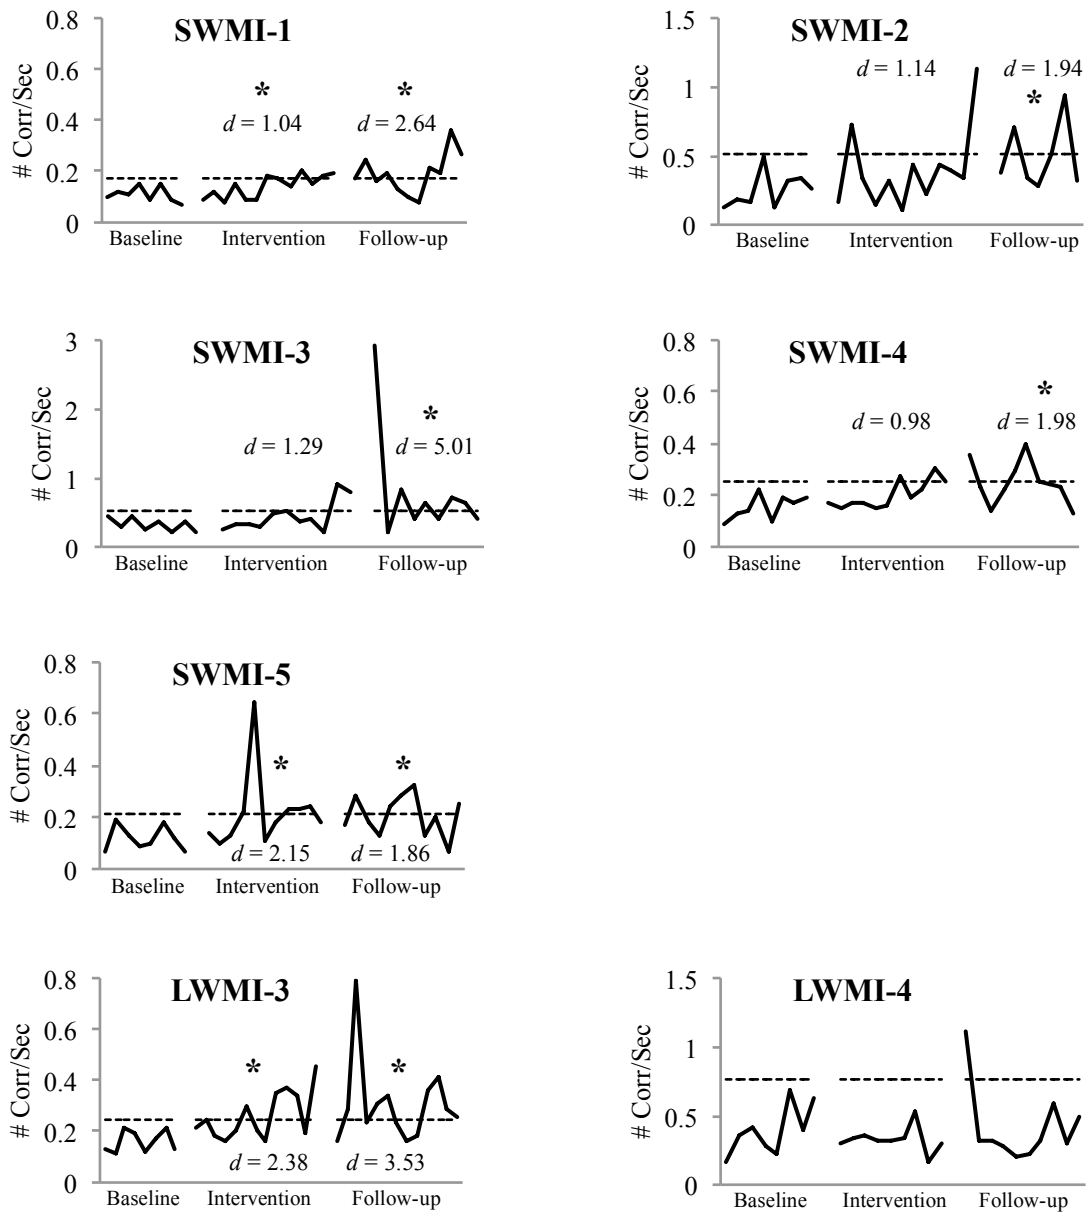 SWMI-1
# Corr/Sec
0.8
0.6
0.4
0.2
0
*
*
d = 1.04
d = 2.64
Baseline
Intervention
Follow-up
SWMI-2
# Corr/Sec
1.5
1
0.5
0
d = 1.14
d = 1.94
*
Baseline
Intervention
Follow-up
SWMI-3
# Corr/Sec
3
2
1
0
*
d = 1.29
d = 5.01
Baseline
Intervention
Follow-up
SWMI-4
# Corr/Sec
0.8
0.6
0.4
0.2
0
*
d = 0.98
d = 1.98
Baseline
Intervention
Follow-up
SWMI-5
# Corr/Sec
0.8
0.6
0.4
0.2
0
*
*
d = 2.15
d = 1.86
Baseline
Intervention
Follow-up
LWMI-3
# Corr/Sec
0.8
0.6
0.4
0.2
0
*
*
d = 2.38
d = 3.53
Baseline
Intervention
Follow-up
LWMI-4
# Corr/Sec
1.5
1
0.5
0
Baseline
Intervention
Follow-up